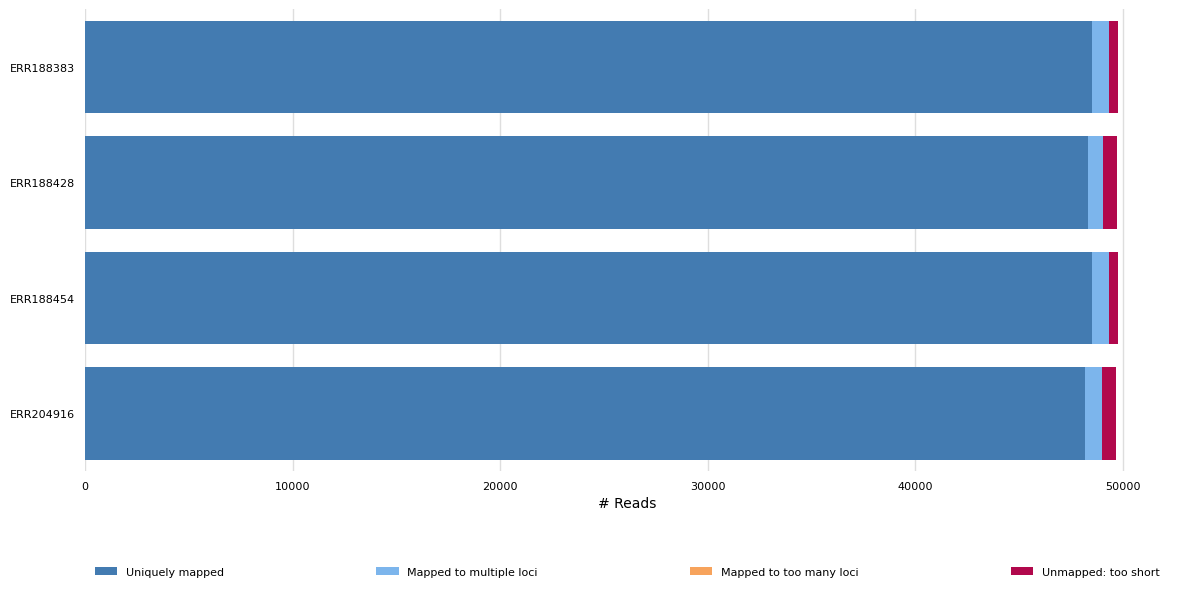 ERR188383
ERR188428
ERR188454
ERR204916
0 10000 20000 30000 40000 50000
# Reads
Uniquely mapped Mapped to multiple loci Mapped to too many loci Unmapped: too short